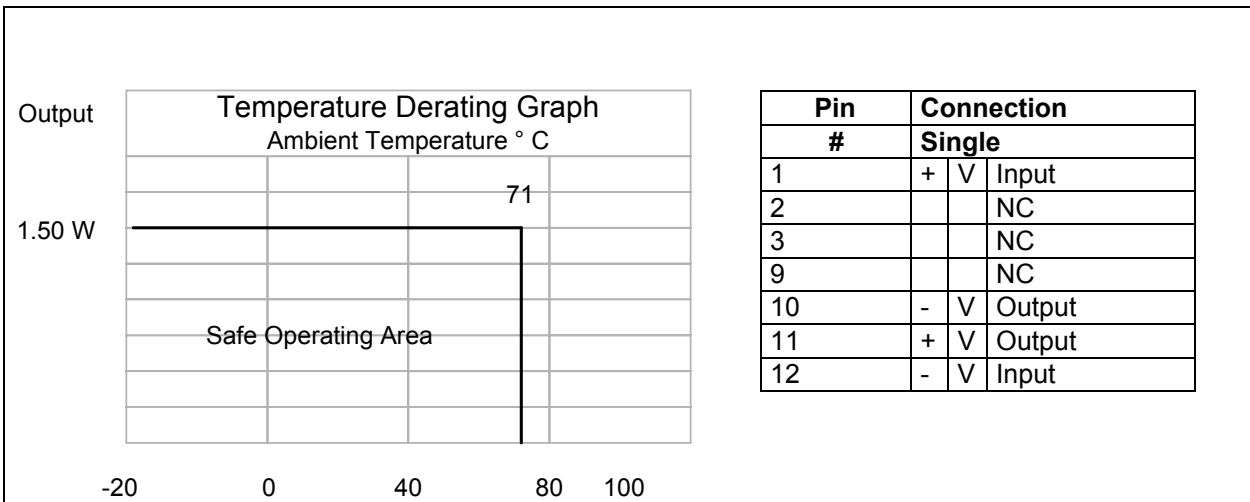 Output
Temperature Derating Graph
Ambient Temperature ° C
71
1.50 W
Safe Operating Area
-20 0 40 80 100
Pin Connection
# Single
1 + V Input
2 NC
3 NC
9 NC
10 - V Output
11 + V Output
12 - V Input